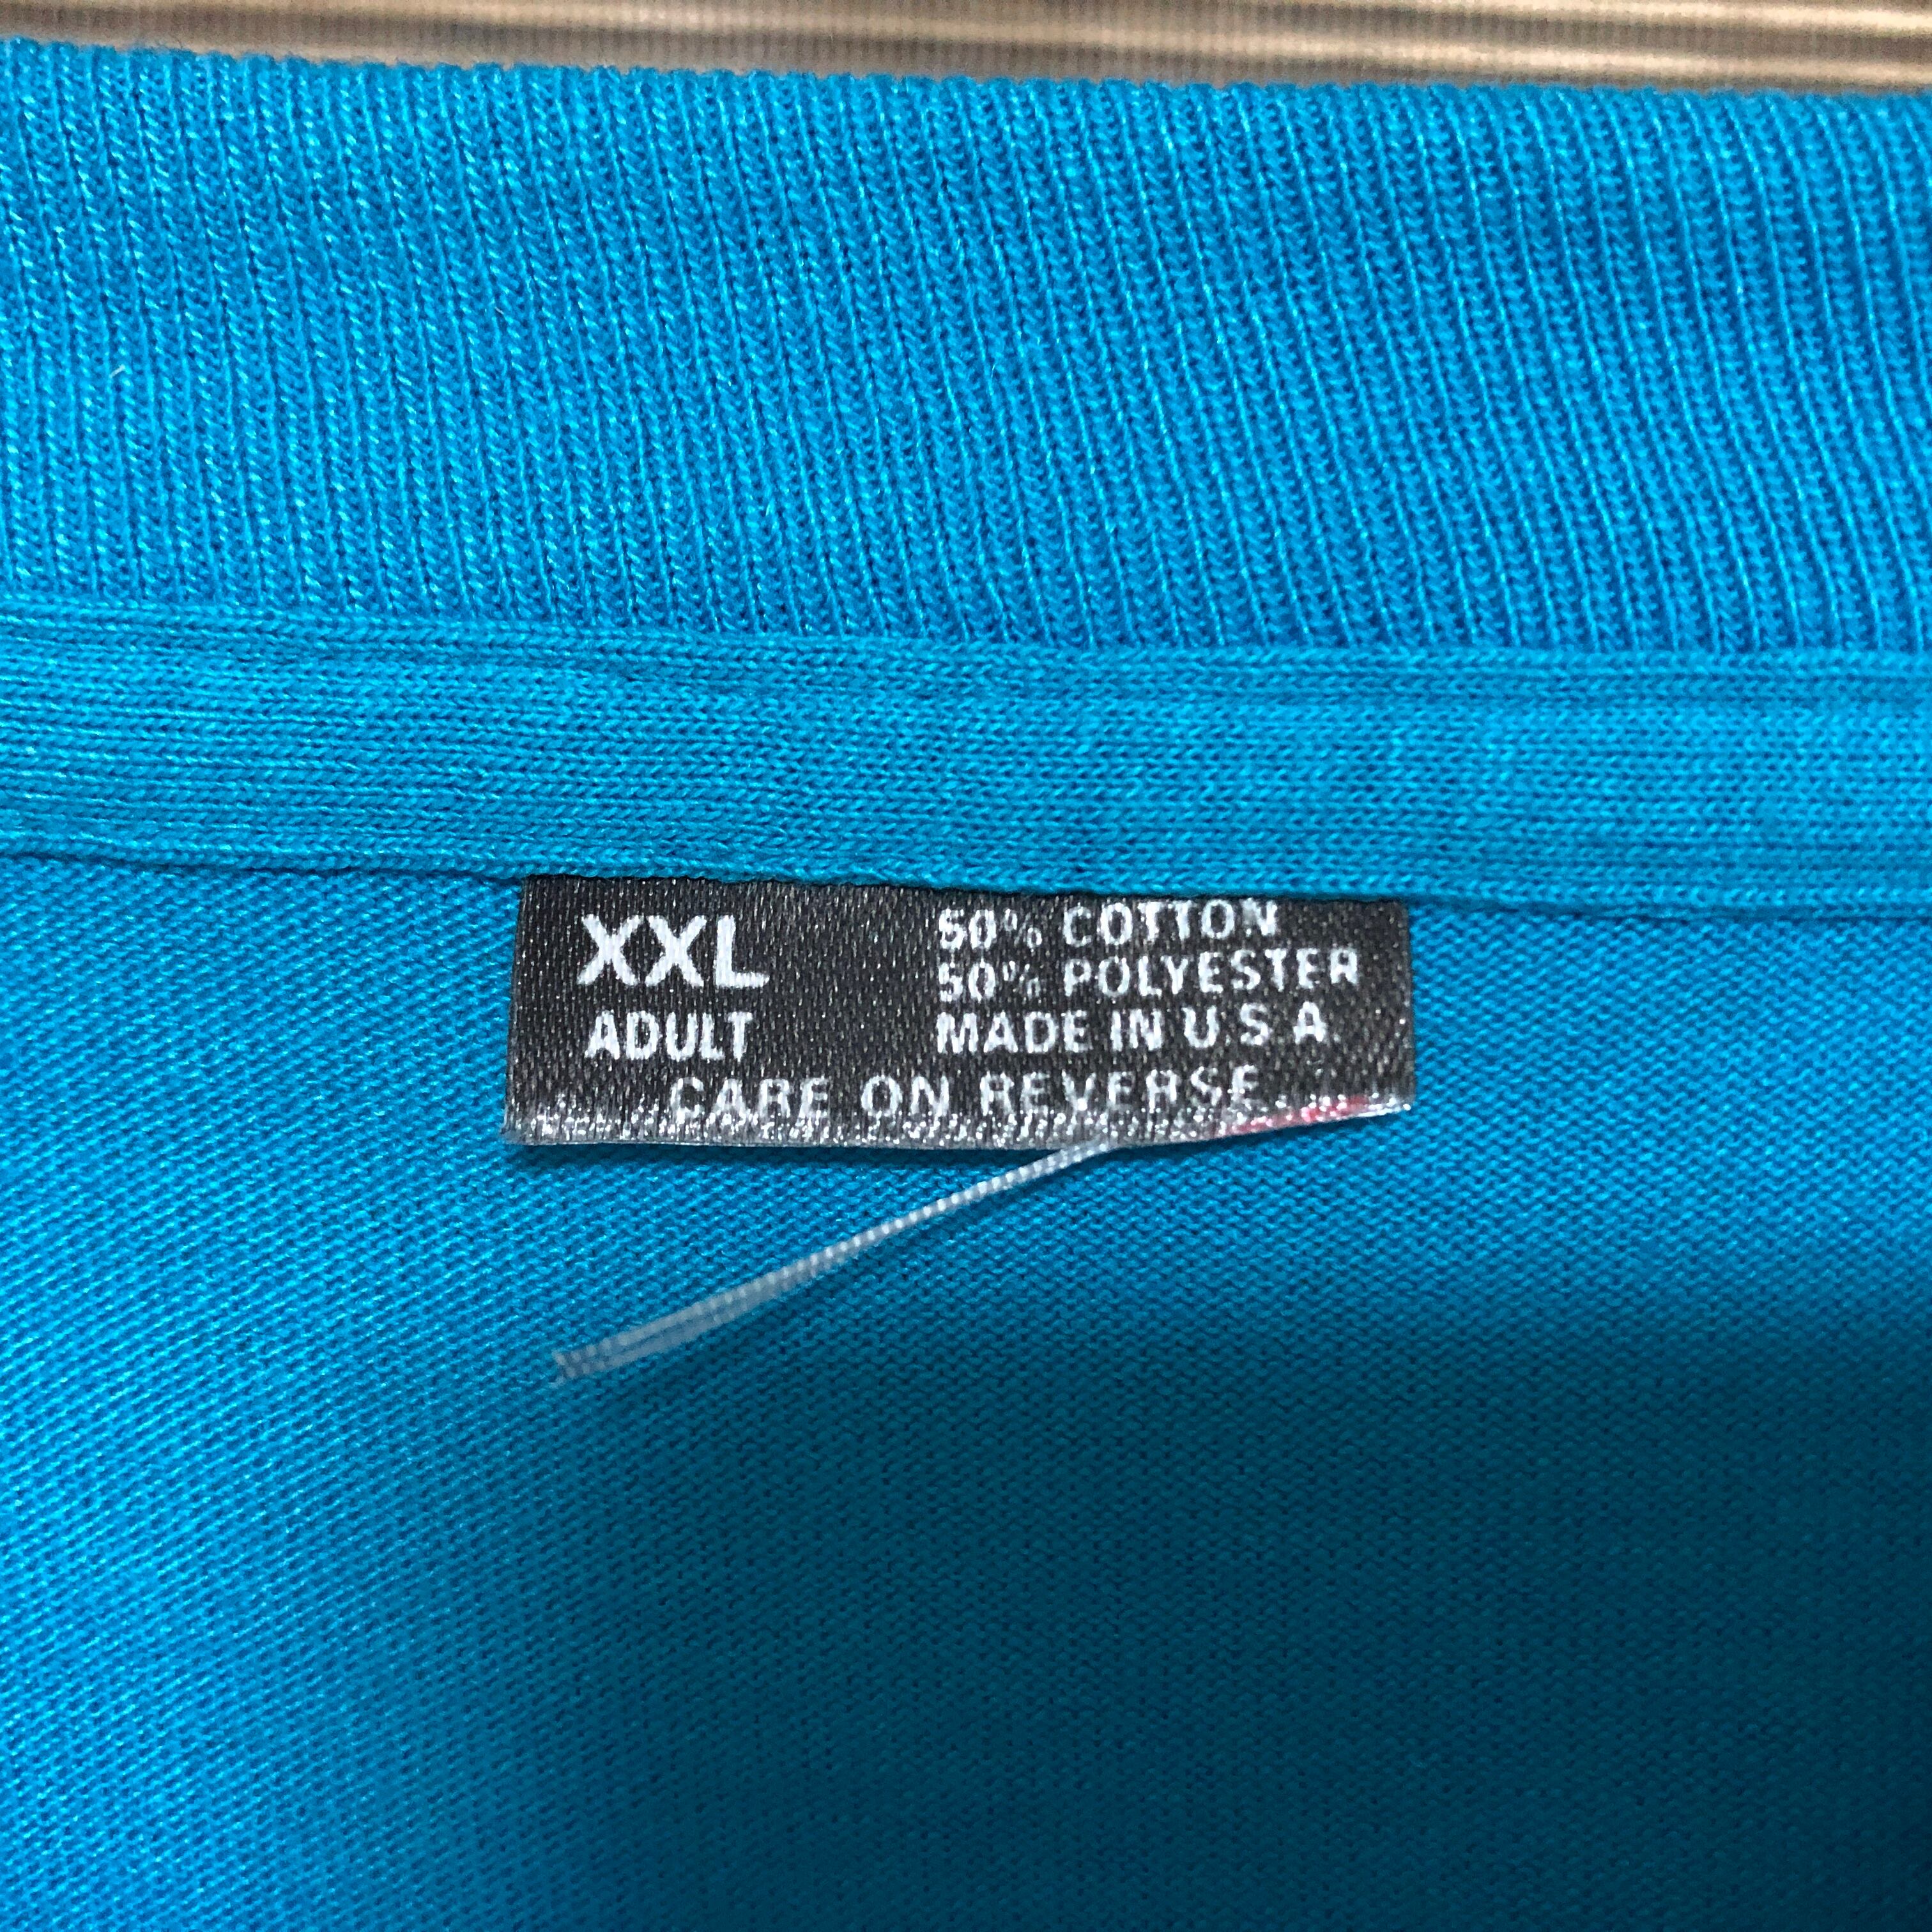 XXL
ADULT
50% COTTON
50% POLYESTER
MADE IN U.S.A.
CARE ON REVERSE